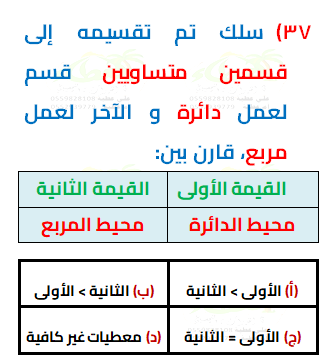 ٣٧) سلك تم تقسيمه إلى
قسمين متساويين قسم
لعمل دائرة و الآخر لعمل
مربع، قارن بين:
القيمة الأولى القيمة الثانية
محيط الدائرة محيط المربع
(أ) الأولى > الثانية (ب) الثانية > الأولى
(ج) الأولى = الثانية (د) معطيات غير كافية